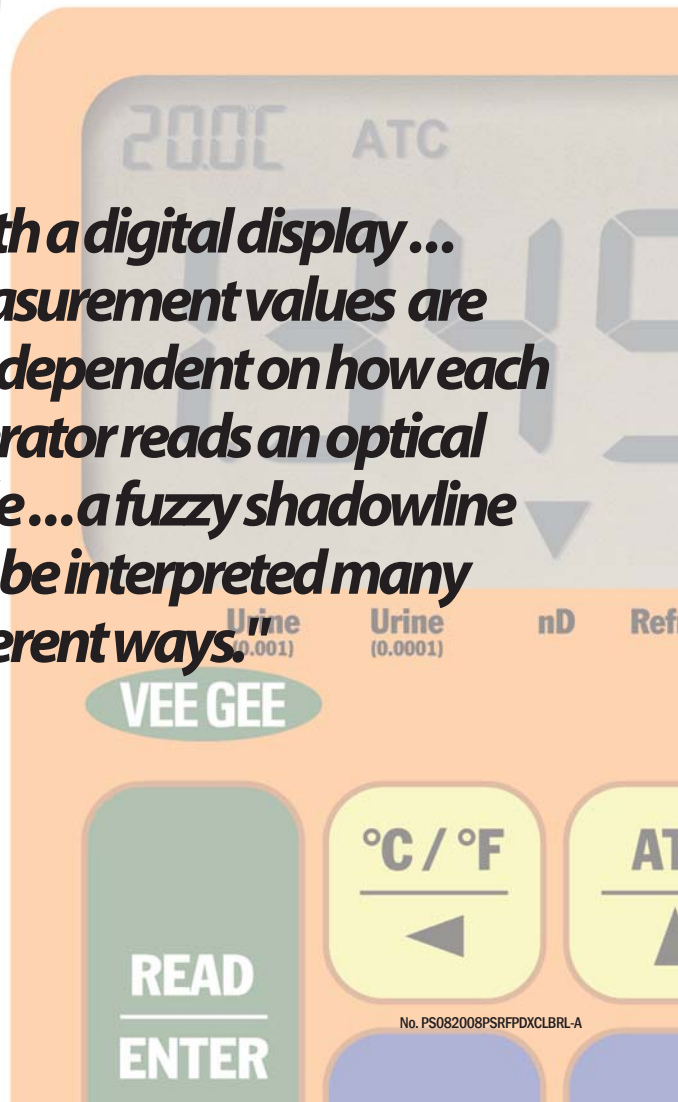 20.0°C ATC
th a digital display ...
asurement values are
dependent on how each
rator reads an optical
e ... a fuzzy shadowline
be interpreted many
erent ways."
Urine Urine nD Ref
(0.001) (0.0001)
VEE GEE
°C / °F AT
READ
ENTER
No. PS082008PSRFPDXCLBRL-A